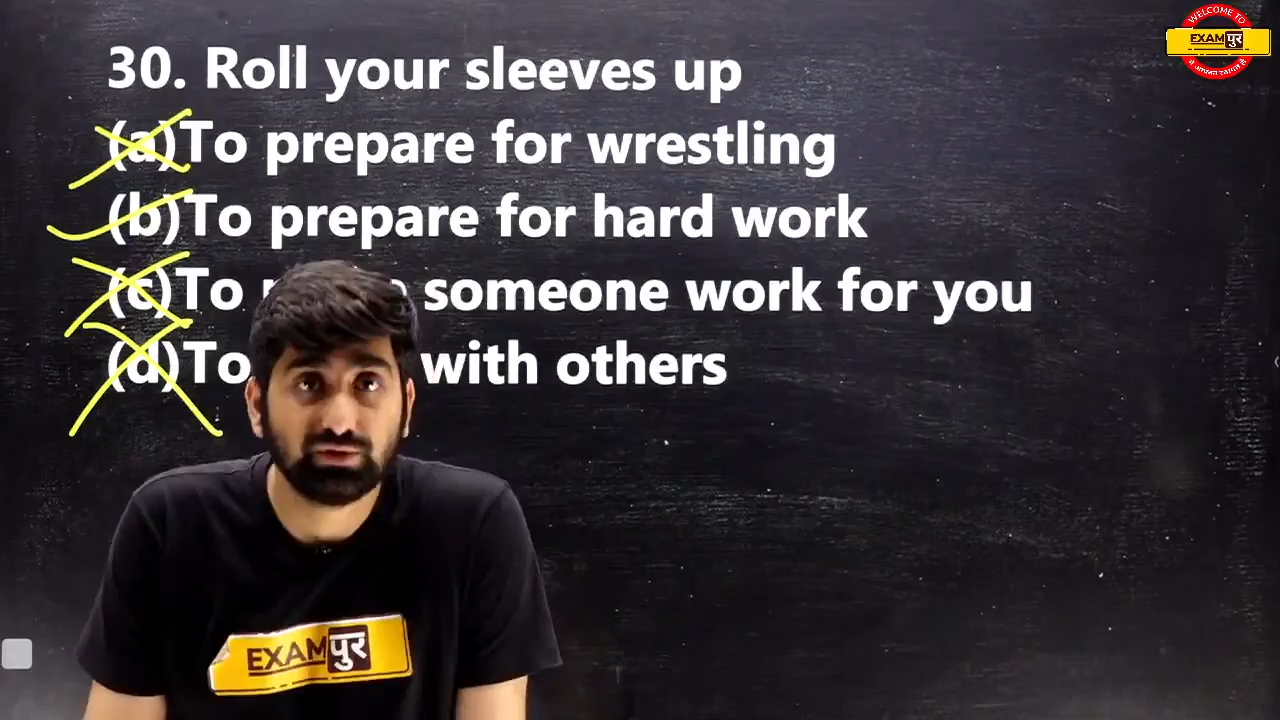 30. Roll your sleeves up
(a)To prepare for wrestling
(b)To prepare for hard work
(c)To someone work for you
(d)To with others
WELCOME TO
EXAMपुर
EXAMपुर